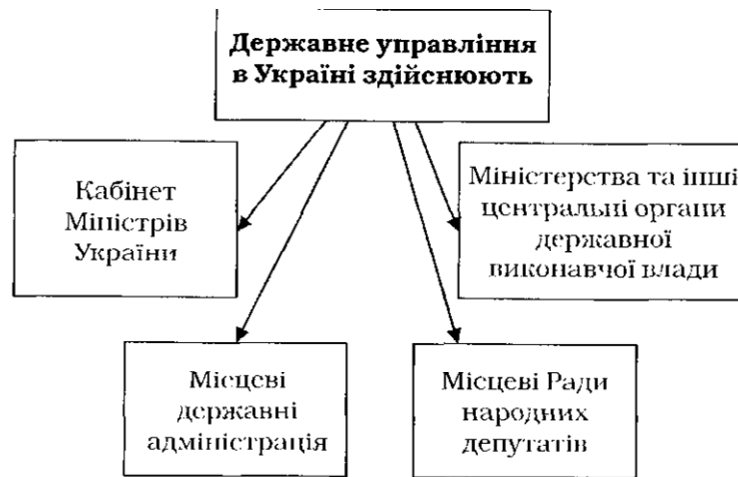 Державне управління
в Україні здійснюють
Кабінет
Міністрів
України
Міністерства та інші
центральні органи
державної
виконавчої влади
Місцеві
державні
адміністрація
Місцеві Ради
народних
депутатів